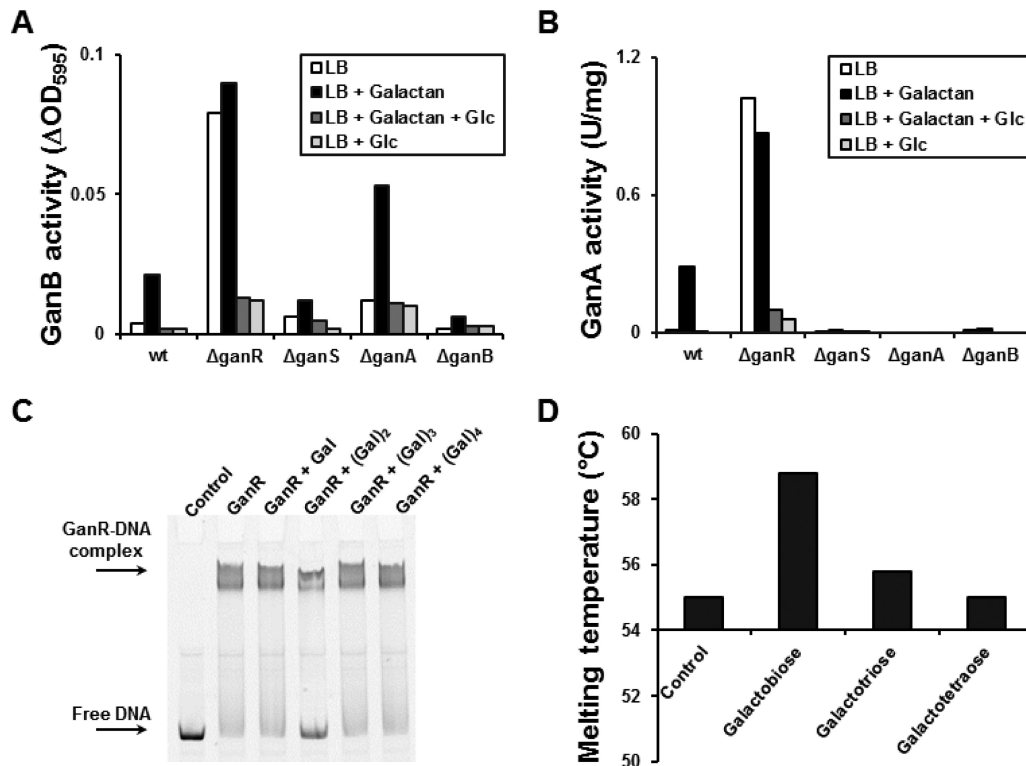 A
GanB activity (ΔOD595)
0.1
0.05
0
LB
LB + Galactan
LB + Galactan + Glc
LB + Glc
wt
ΔganR
ΔganS
ΔganA
ΔganB
B
GanA activity (U/mg)
1.2
0.6
0
LB
LB + Galactan
LB + Galactan + Glc
LB + Glc
wt
ΔganR
ΔganS
ΔganA
ΔganB
C
Control
GanR
GanR + Gal
GanR + (Gal)2
GanR + (Gal)3
GanR + (Gal)4
GanR-DNA
complex
Free DNA
D
Melting temperature (°C)
60
58
56
54
52
50
Control
Galactobiose
Galactotriose
Galactotetraose